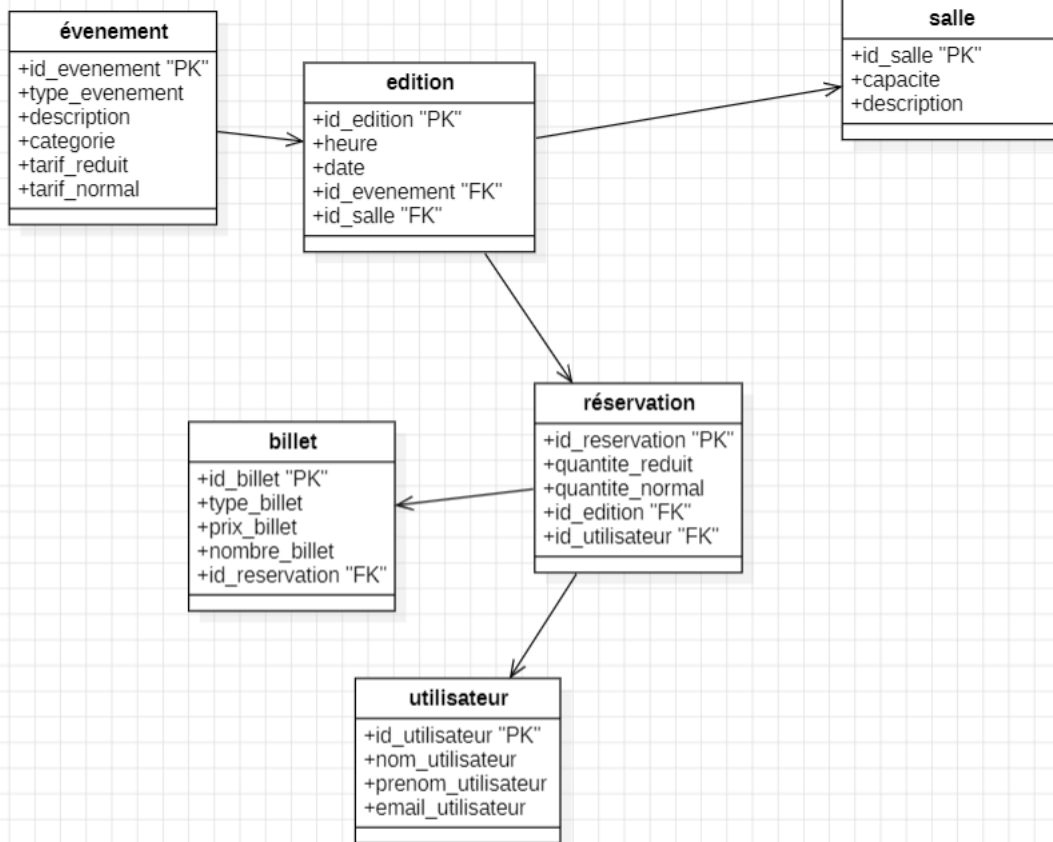 évenement
+id_evenement "PK"
+type_evenement
+description
+categorie
+tarif_reduit
+tarif_normal
edition
+id_edition "PK"
+heure
+date
+id_evenement "FK"
+id_salle "FK"
salle
+id_salle "PK"
+capacite
+description
réservation
+id_reservation "PK"
+quantite_reduit
+quantite_normal
+id_edition "FK"
+id_utilisateur "FK"
billet
+id_billet "PK"
+type_billet
+prix_billet
+nombre_billet
+id_reservation "FK"
utilisateur
+id_utilisateur "PK"
+nom_utilisateur
+prenom_utilisateur
+email_utilisateur